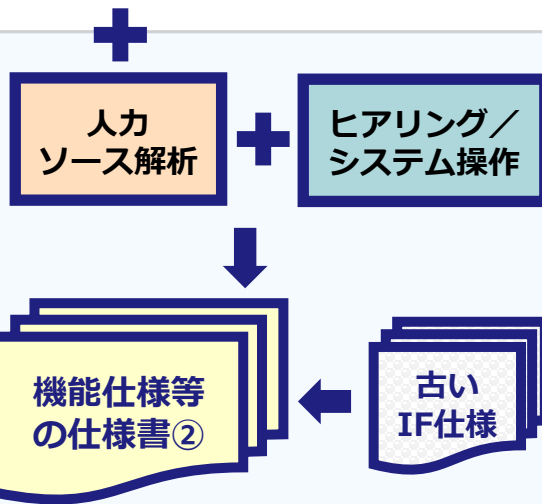 人力
ソース解析
ヒアリング／
システム操作
機能仕様等
の仕様書②
古い
IF仕様